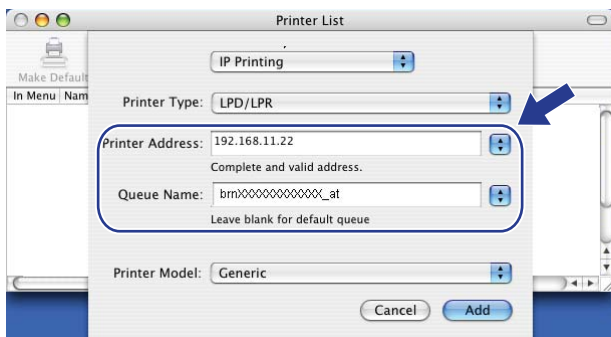 Printer List
Make Default
In Menu Nam
IP Printing
Printer Type: LPD/LPR
Printer Address: 192.168.11.22
Complete and valid address.
Queue Name: brnXXXXXXXXXXXX_at
Leave blank for default queue
Printer Model: Generic
Cancel Add